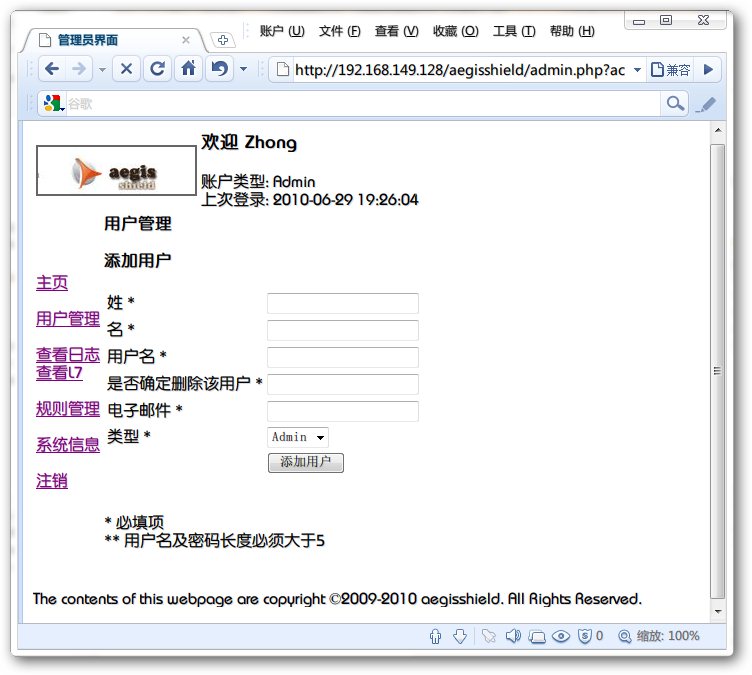 账户 (U) 文件 (F) 查看 (V) 收藏 (O) 工具 (T) 帮助 (H)
管理员界面
http://192.168.149.128/aegisshield/admin.php?ac 兼容
谷歌
欢迎 Zhong
aegis
shield
账户类型: Admin
上次登录: 2010-06-29 19:26:04
用户管理
添加用户
主页
用户管理
查看日志
查看l7
规则管理
系统信息
注销
姓 *
名 *
用户名 *
是否确定删除该用户 *
电子邮件 *
类型 * Admin
添加用户
* 必填项
** 用户名及密码长度必须大于5
The contents of this webpage are copyright ©2009-2010 aegisshield. All Rights Reserved.
0 缩放: 100%